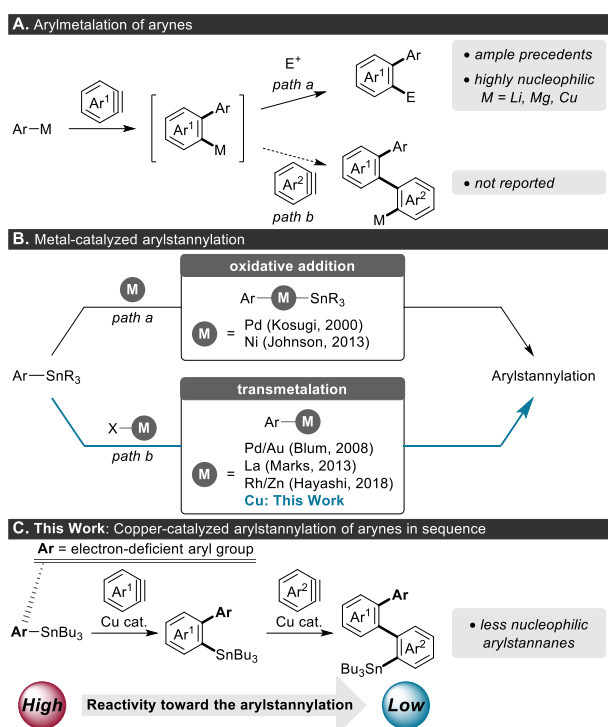 A. Arylmetalation of arynes
Ar–M
Ar¹
Ar¹
Ar
M
E⁺
path a
Ar¹
Ar
E
• ample precedents
• highly nucleophilic
M = Li, Mg, Cu
Ar²
path b
Ar¹
Ar
Ar²
M
• not reported
B. Metal-catalyzed arylstannylation
oxidative addition
M
path a
Ar–M–SnR₃
M = Pd (Kosugi, 2000)
Ni (Johnson, 2013)
Ar–SnR₃
Arylstannylation
transmetalation
X–M
path b
Ar–M
M = Pd/Au (Blum, 2008)
La (Marks, 2013)
Rh/Zn (Hayashi, 2018)
Cu: This Work
C. This Work: Copper-catalyzed arylstannylation of arynes in sequence
Ar = electron-deficient aryl group
Ar–SnBu₃
Ar¹
Cu cat.
Ar¹
Ar
SnBu₃
Ar²
Cu cat.
Ar¹
Ar
Ar²
Bu₃Sn
• less nucleophilic
arylstannanes
High Reactivity toward the arylstannylation Low